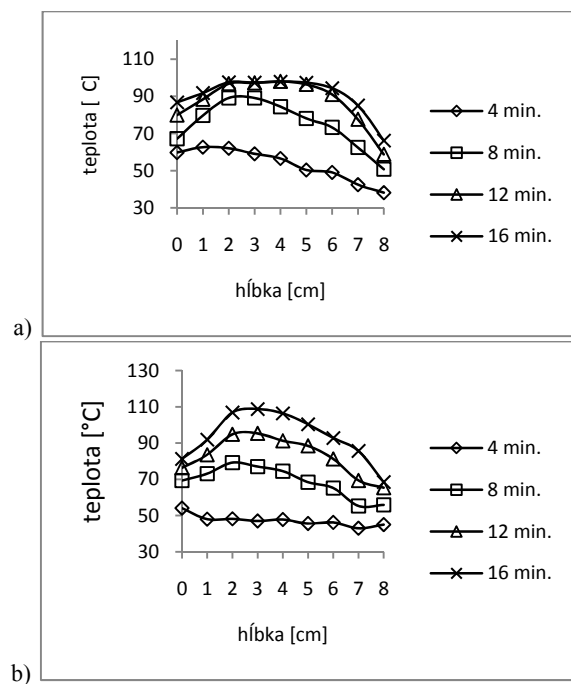 110
90
70
50
30
teplota [ C]
0 1 2 3 4 5 6 7 8
hĺbka [cm]
4 min.
8 min.
12 min.
16 min.
a)
130
110
90
70
50
30
teplota [°C]
0 1 2 3 4 5 6 7 8
hĺbka [cm]
4 min.
8 min.
12 min.
16 min.
b)